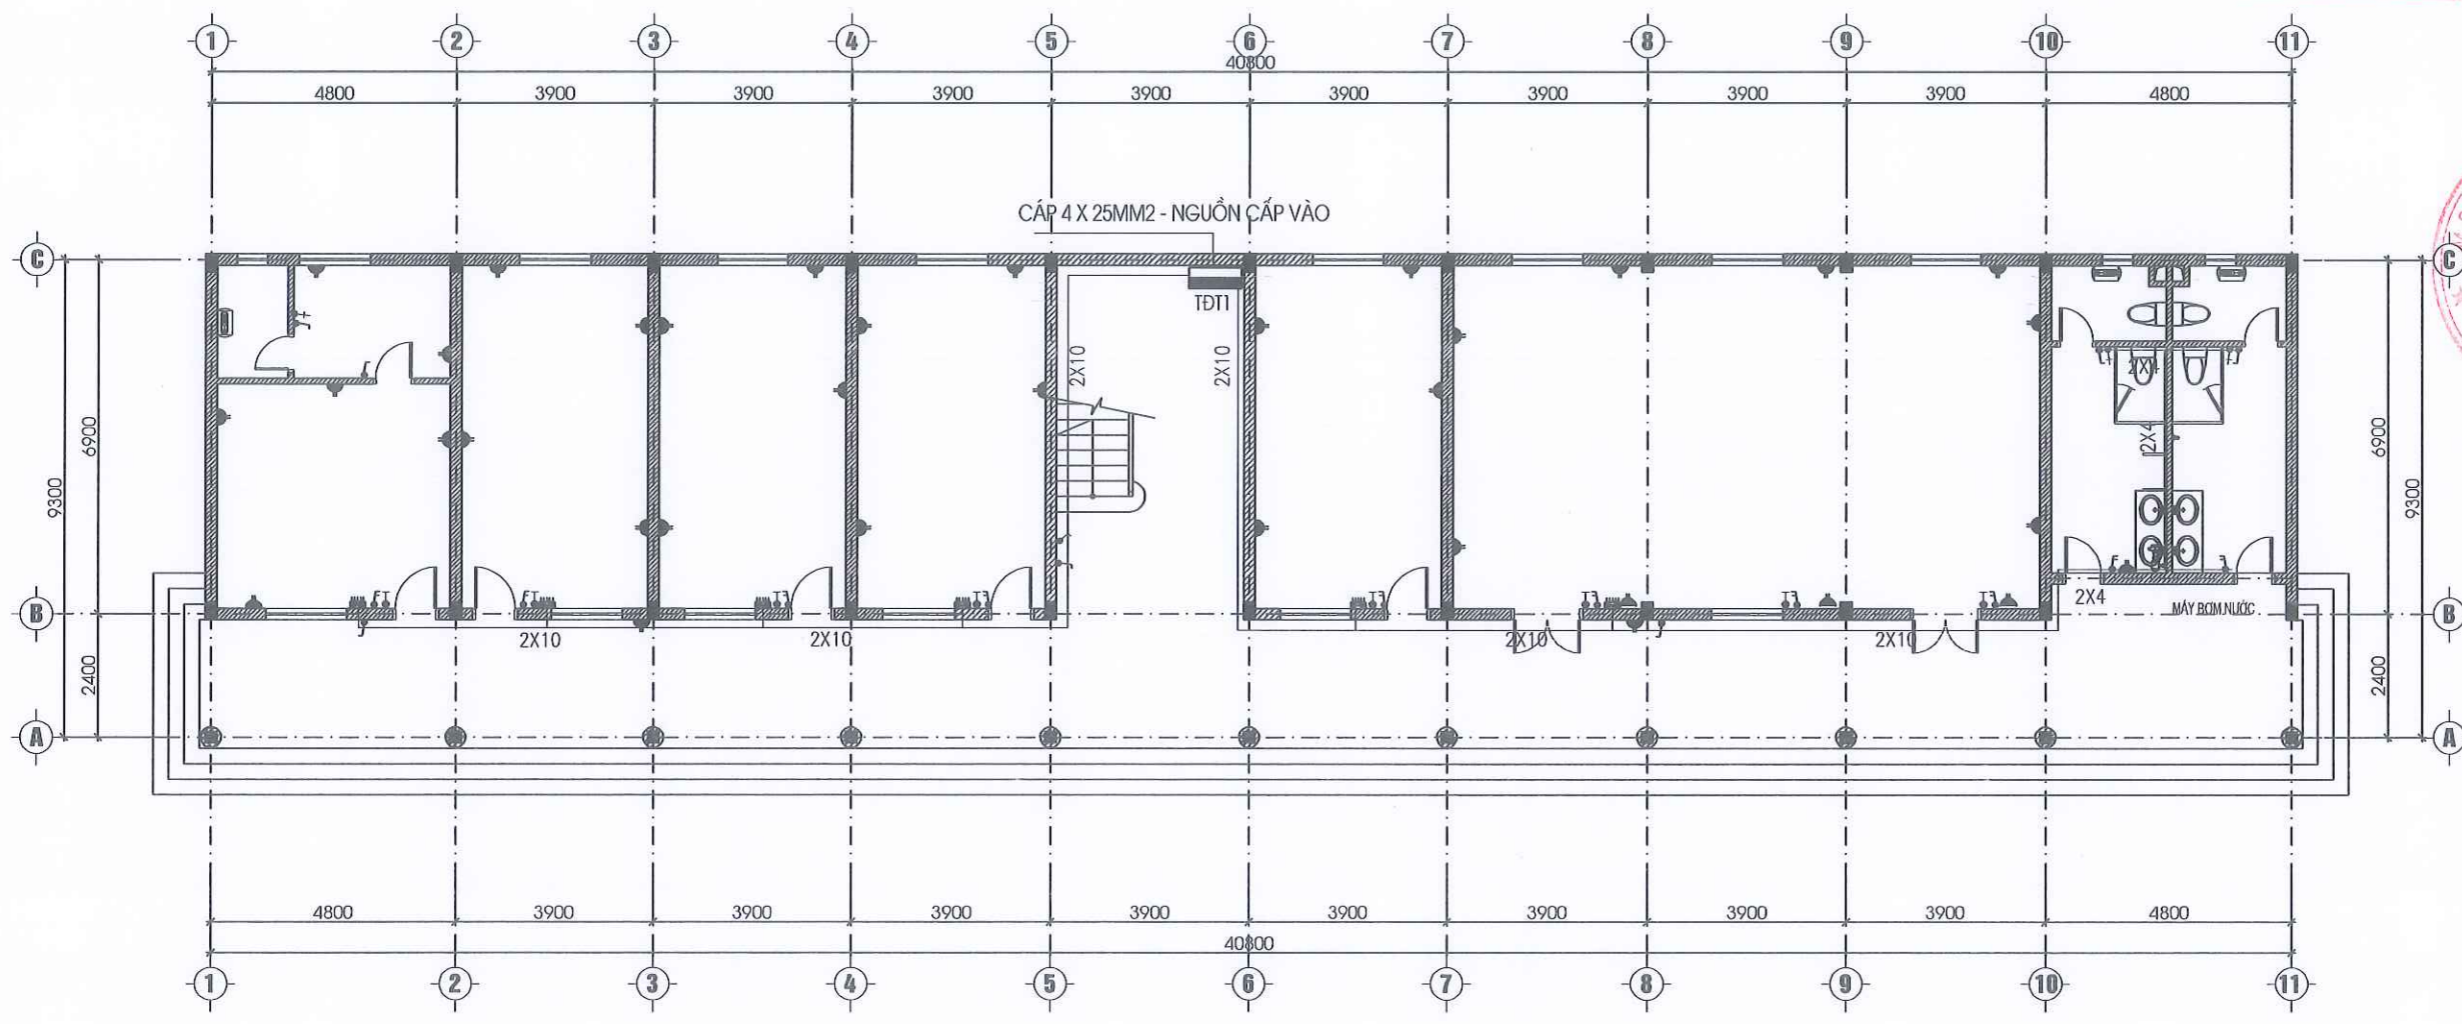 1 2 3 4 5 6 7 8 9 10 11
40800
4800 3900 3900 3900 3900 3900 3900 3900 3900 4800
CÁP 4 X 25MM2 - NGUỒN CẤP VÀO
C C
TĐT1
2X10 2X10
2X4
6900 6900
2X4
9300 9300
2X4 MÁY BƠM NƯỚC
B B
2X10 2X10 2X10 2X10
2400 2400
A A
4800 3900 3900 3900 3900 3900 3900 3900 3900 4800
40800
1 2 3 4 5 6 7 8 9 10 11